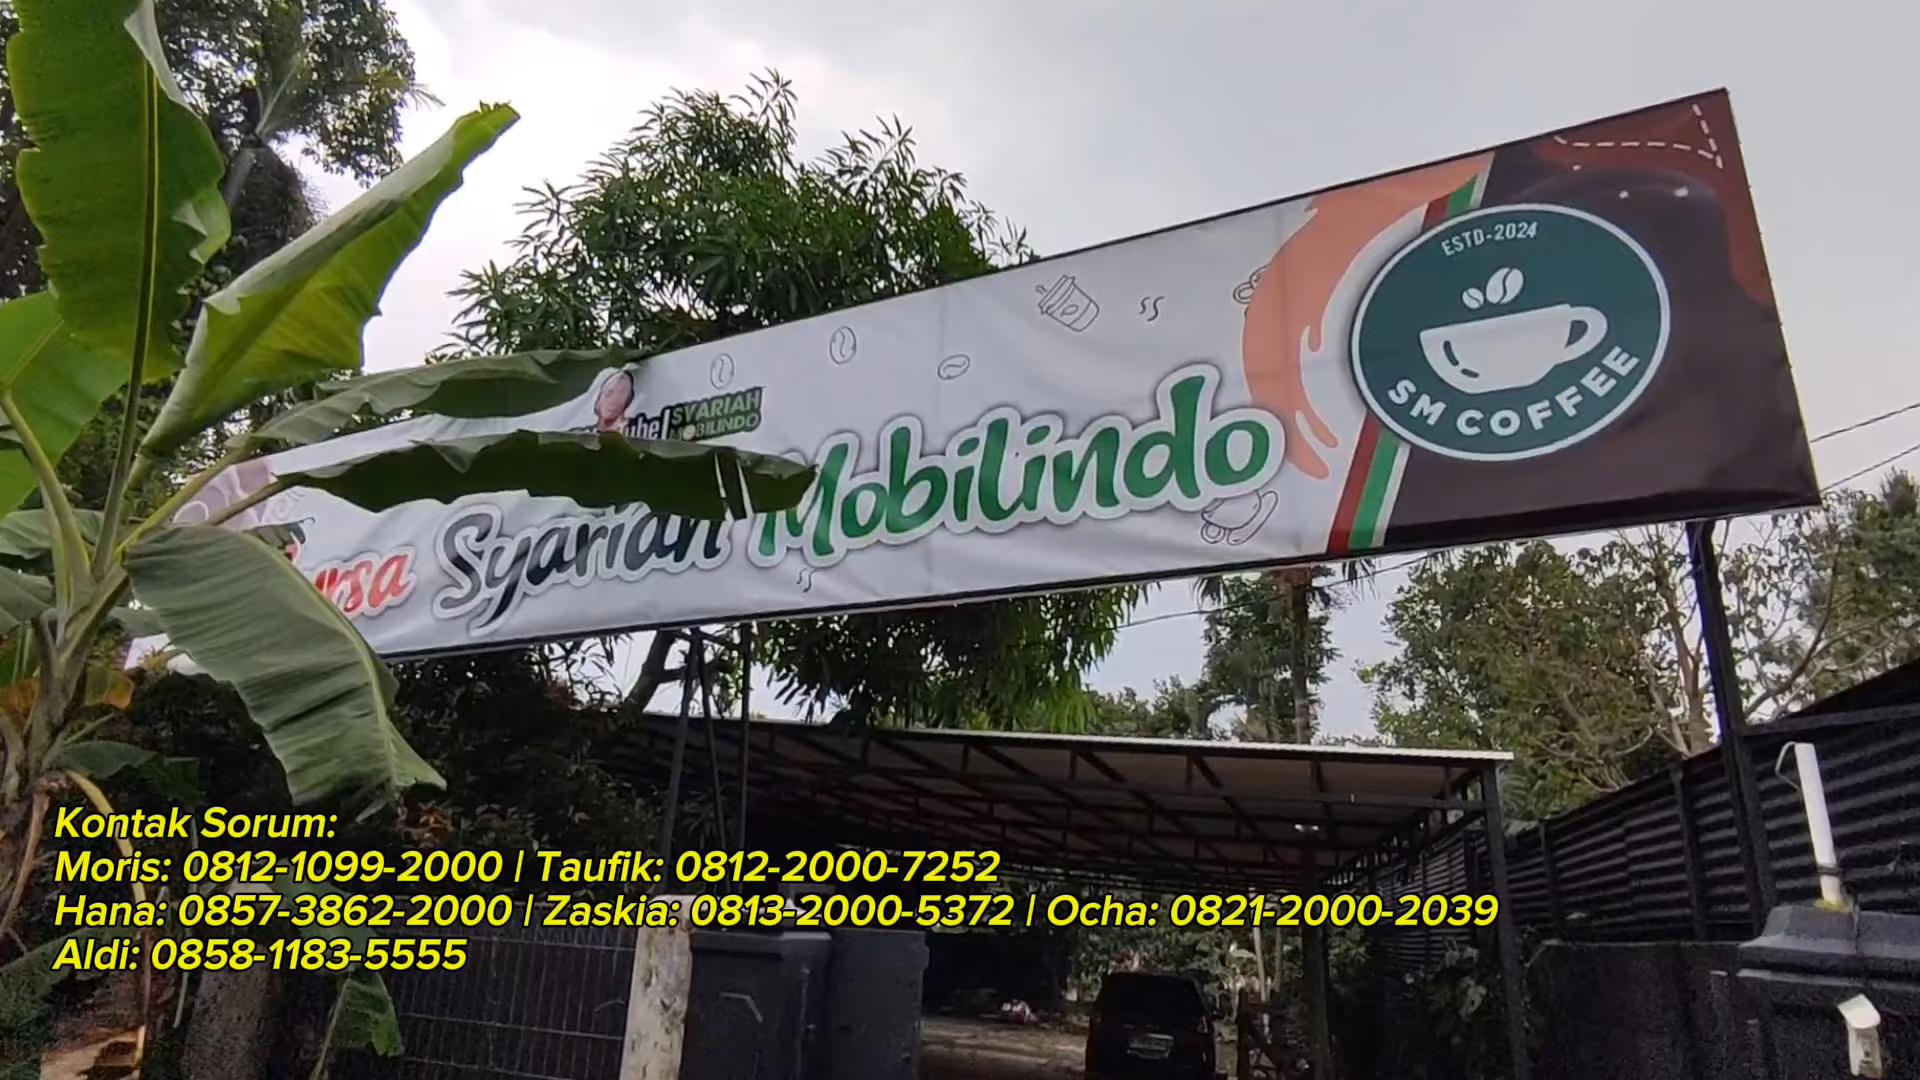 ESTD-2024
SM COFFEE
SYARIAH
MOBILINDO
Syariah Mobilindo
Kontak Sorum:
Moris: 0812-1099-2000 | Taufik: 0812-2000-7252
Hana: 0857-3862-2000 | Zaskia: 0813-2000-5372 | Ocha: 0821-2000-2039
Aldi: 0858-1183-5555